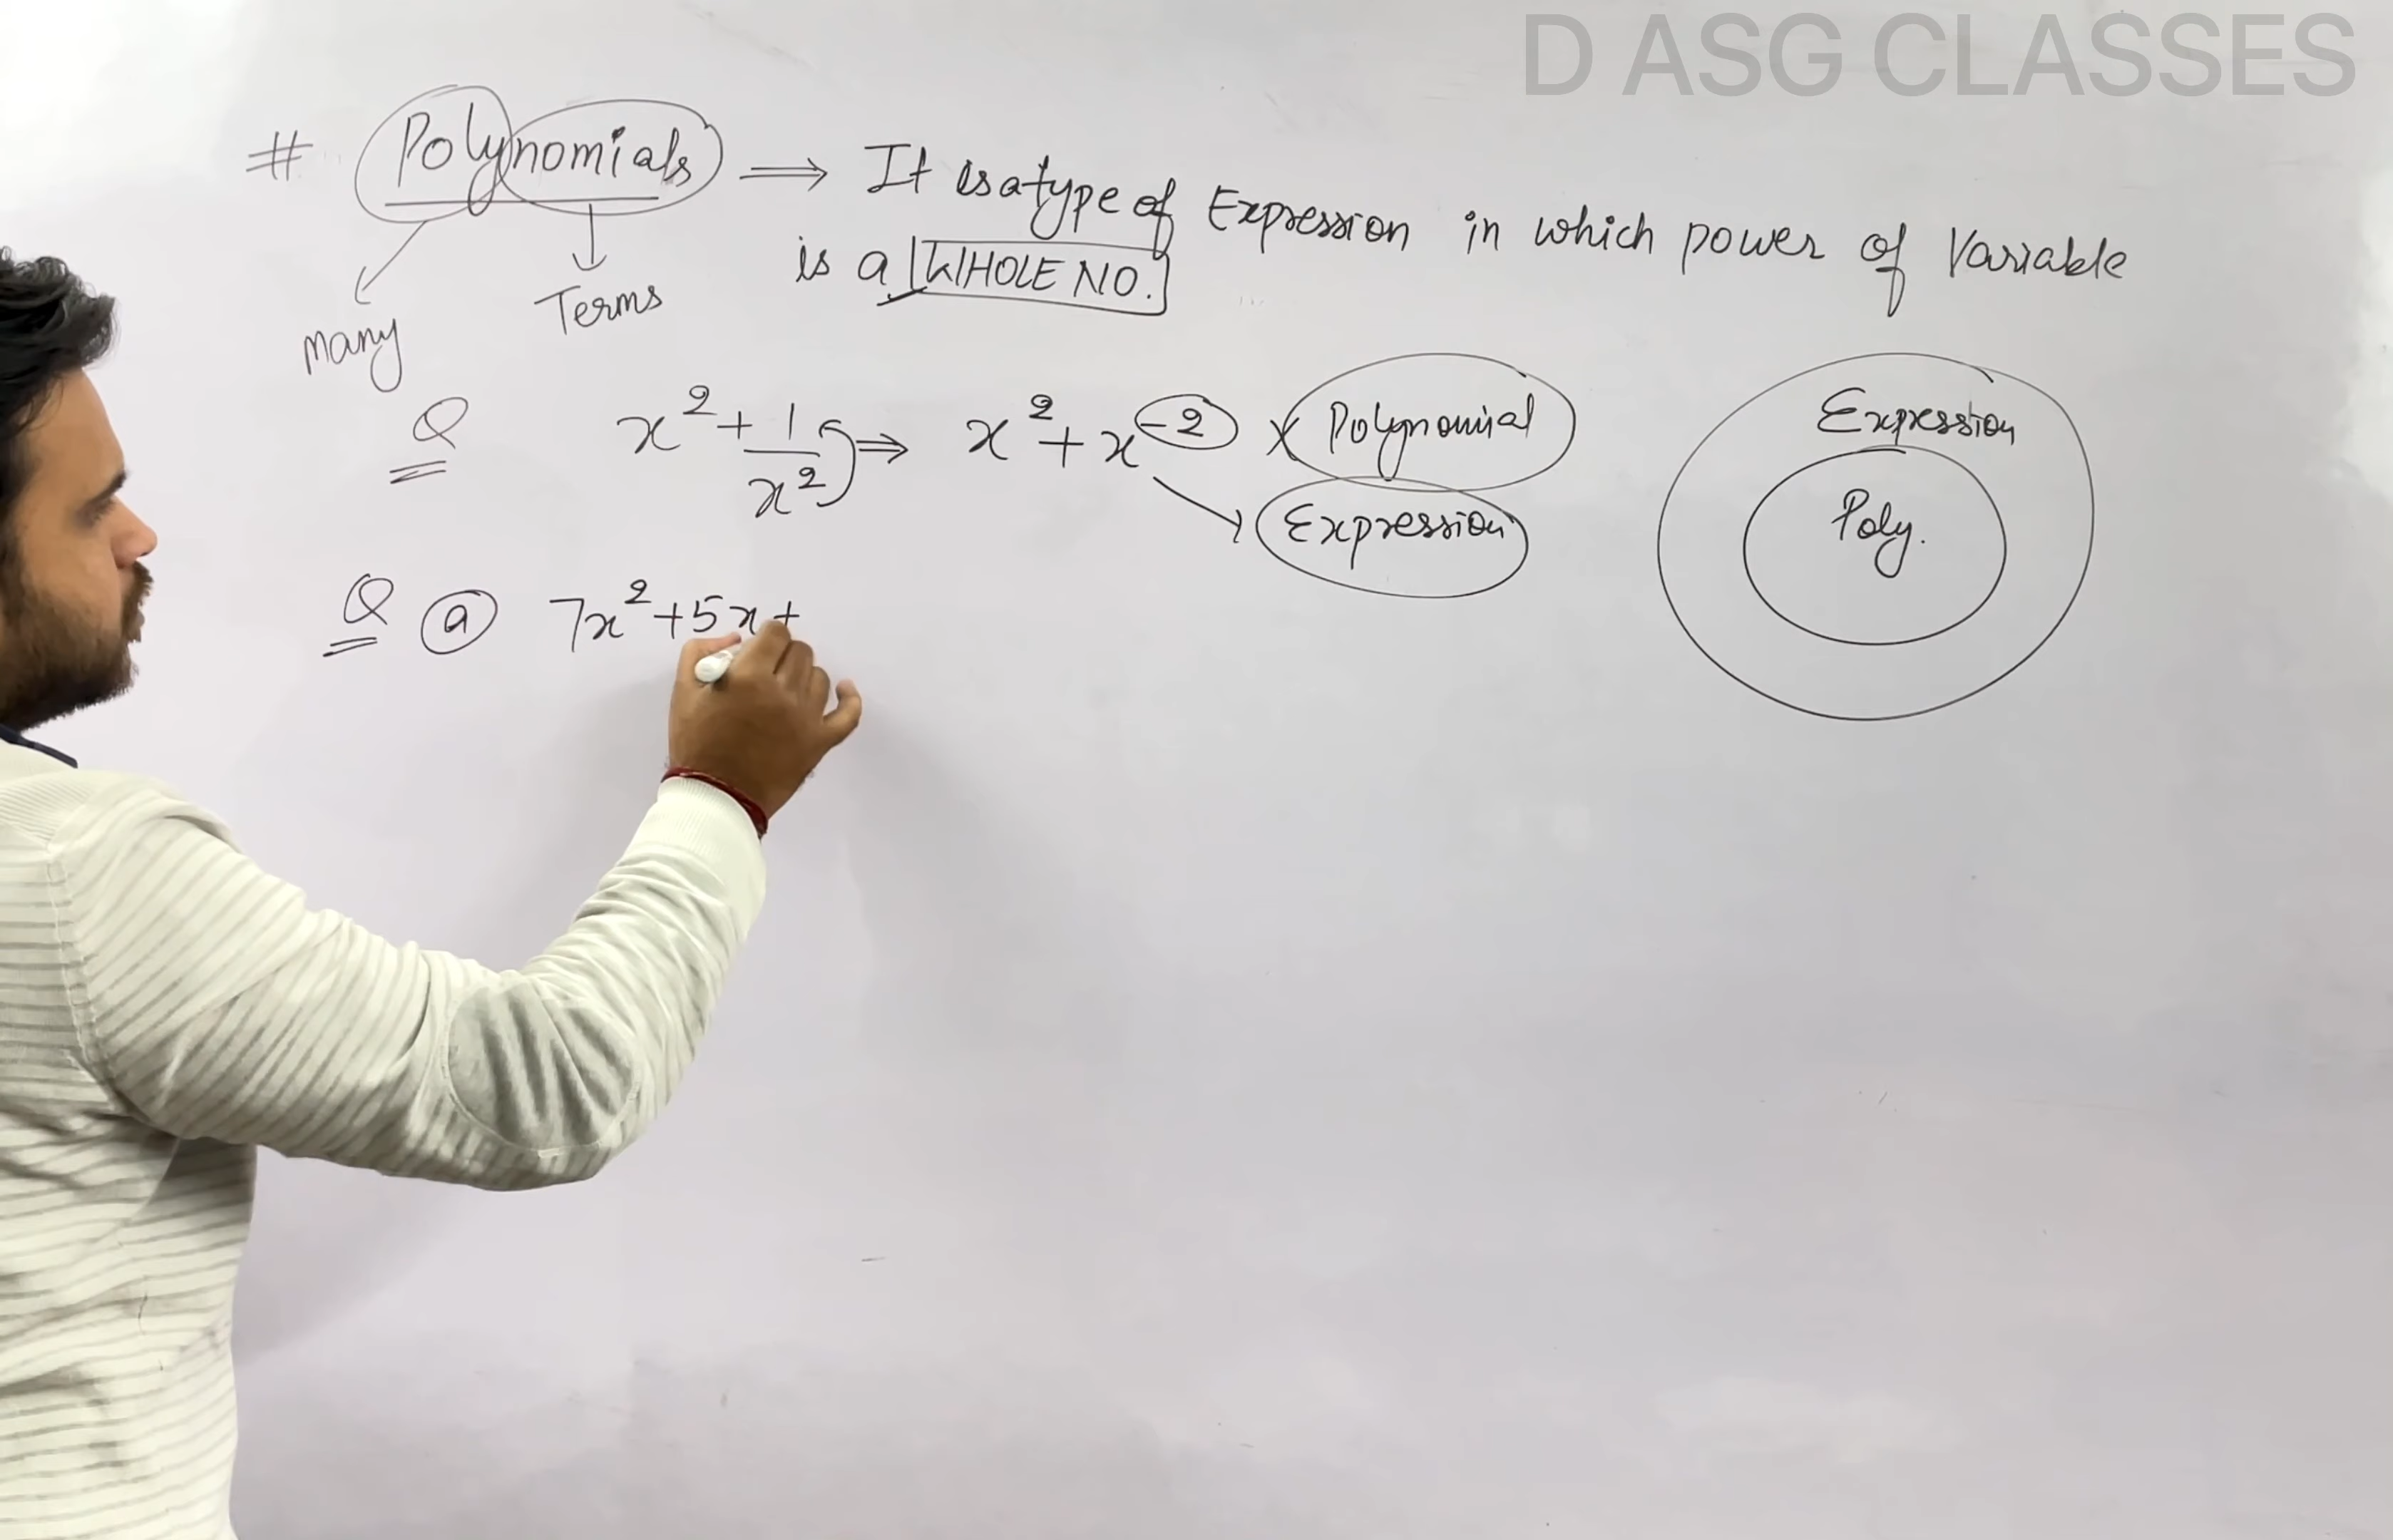 D ASG CLASSES
# Polynomials ⟹ It is a type of Expression in which power of Variable
is a WHOLE NO.
many
Terms
Q x² + 1/x² ⇒ x² + x⁻² X Polynomial
Expression
Expression
Poly.
Q (a) 7x² + 5x +